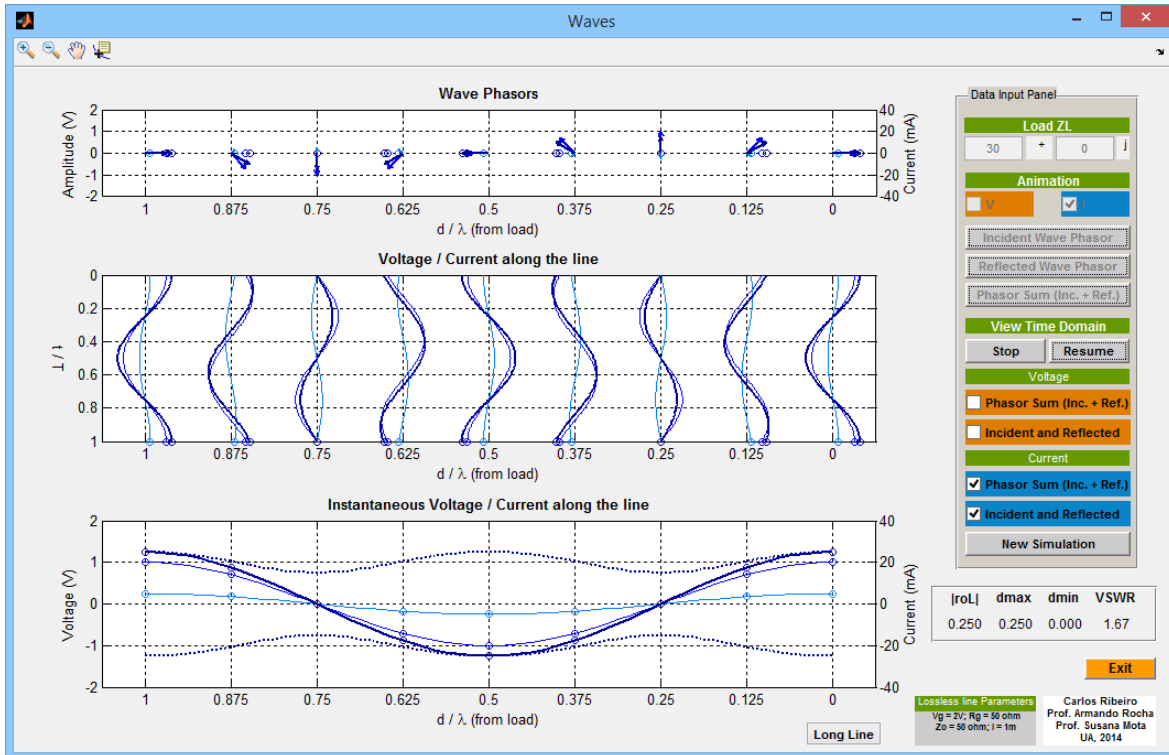 Waves
Wave Phasors
Amplitude (V)
2
1
0
-1
-2
40
20
0
-20
-40
Current (mA)
1 0.875 0.75 0.625 0.5 0.375 0.25 0.125 0
d / λ (from load)
Voltage / Current along the line
t / T
0
0.2
0.4
0.6
0.8
1
1 0.875 0.75 0.625 0.5 0.375 0.25 0.125 0
d / λ (from load)
Instantaneous Voltage / Current along the line
Voltage (V)
2
1
0
-1
-2
40
20
0
-20
-40
Current (mA)
1 0.875 0.75 0.625 0.5 0.375 0.25 0.125 0
d / λ (from load)
Long Line
Data Input Panel
Load ZL
30 + 0 j
Animation
V I
Incident Wave Phasor
Reflected Wave Phasor
Phasor Sum (Inc. + Ref.)
View Time Domain
Stop Resume
Voltage
Phasor Sum (Inc. + Ref.)
Incident and Reflected
Current
Phasor Sum (Inc. + Ref.)
Incident and Reflected
New Simulation
|roL| dmax dmin VSWR
0.250 0.250 0.000 1.67
Exit
Lossless line Parameters
Vg = 2V; Rg = 50 ohm
Zo = 50 ohm; l = 1m
Carlos Ribeiro
Prof. Armando Rocha
Prof. Susana Mota
UA, 2014